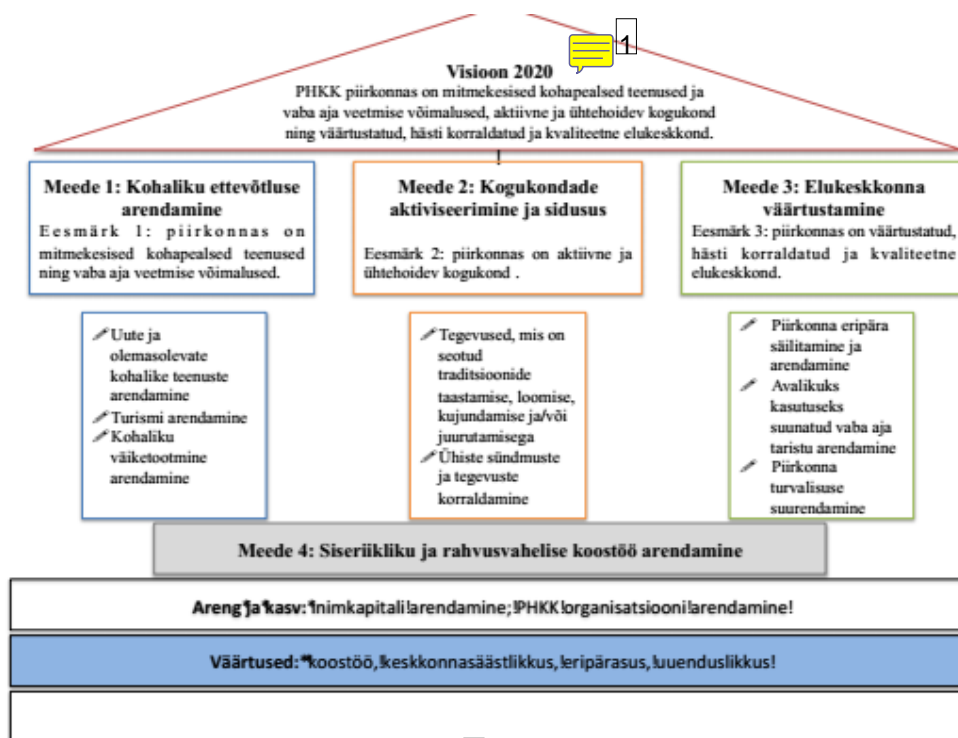 1
Visioon 2020
PHKK piirkonnas on mitmekesised kohapealsed teenused ja
vaba aja veetmise võimalused, aktiivne ja ühtehoidev kogukond
ning väärtustatud, hästi korraldatud ja kvaliteetne elukeskkond.
Meede 1: Kohaliku ettevõtluse
arendamine
Eesmärk 1: piirkonnas on
mitmekesised kohapealsed teenused
ning vaba aja veetmise võimalused.
Meede 2: Kogukondade
aktiviseerimine ja sidusus
Eesmärk 2: piirkonnas on aktiivne ja
ühtehoidev kogukond .
Meede 3: Elukeskkonna
väärtustamine
Eesmärk 3: piirkonnas on väärtustatud,
hästi korraldatud ja kvaliteetne
elukeskkond.
Uute ja
olemasolevate
kohalike teenuste
arendamine
Turismi arendamine
Kohaliku
väiketootmine
arendamine
Tegevused, mis on
seotud
traditsioonide
taastamise, loomise,
kujundamise ja/või
juurutamisega
Ühiste sündmuste
ja tegevuste
korraldamine
Piirkonna eripära
säilitamine ja
arendamine
Avalikuks
kasutuseks
suunatud vaba aja
taristu arendamine
Piirkonna
turvalisuse
suurendamine
Meede 4: Siseriikliku ja rahvusvahelise koostöö arendamine
Areng!ja!kasv:!Inimkapitali!arendamine;!PHKK!organisatsiooni!arendamine!
Väärtused:!koostöö,!keskkonnasäästlikkus,!eripärasus,!uuenduslikkus!